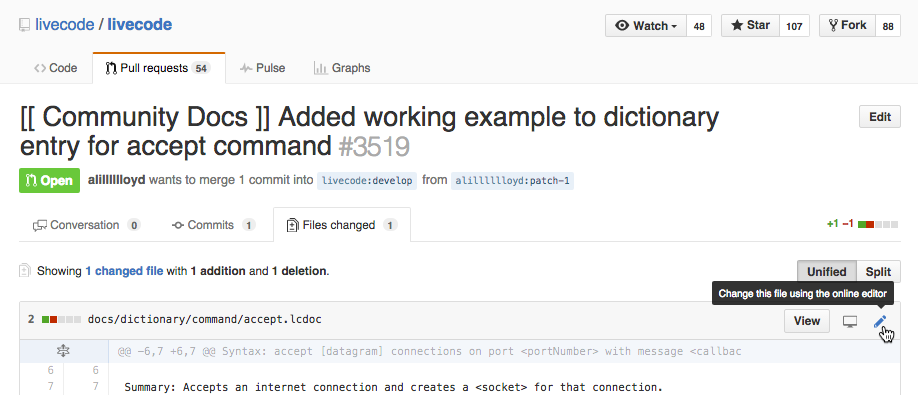 livecode / livecode
Watch 48 Star 107 Fork 88
Code Pull requests 54 Pulse Graphs
[[ Community Docs ]] Added working example to dictionary
entry for accept command #3519
Edit
Open alilllllloyd wants to merge 1 commit into livecode:develop from alilllllloyd:patch-1
Conversation 0 Commits 1 Files changed 1 +1 −1
Showing 1 changed file with 1 addition and 1 deletion.
Unified Split
Change this file using the online editor
2 docs/dictionary/command/accept.lcdoc View
@@ -6,7 +6,7 @@ Syntax: accept [datagram] connections on port <portNumber> with message <callbac
6 6
7 7 Summary: Accepts an internet connection and creates a <socket> for that connection.